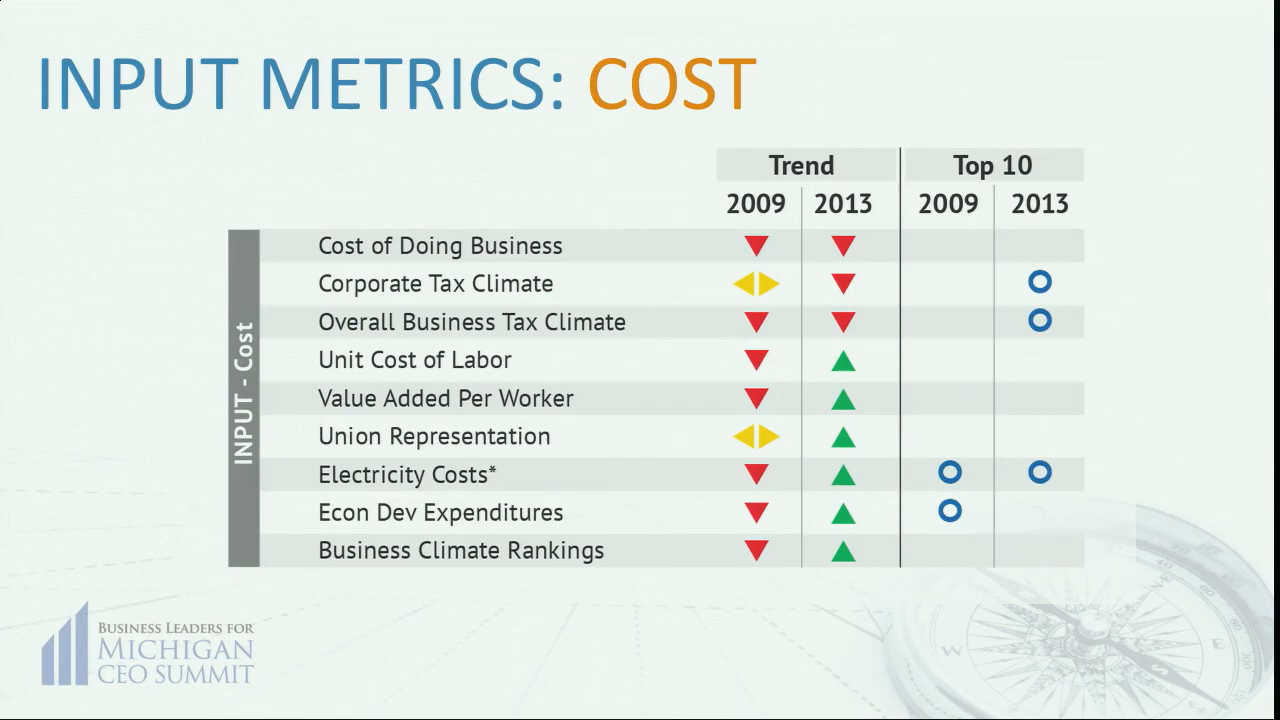 INPUT METRICS: COST
Trend Top 10
2009 2013 2009 2013
INPUT - Cost
Cost of Doing Business
Corporate Tax Climate
Overall Business Tax Climate
Unit Cost of Labor
Value Added Per Worker
Union Representation
Electricity Costs*
Econ Dev Expenditures
Business Climate Rankings
BUSINESS LEADERS FOR
MICHIGAN
CEO SUMMIT
W
E
NE
SE